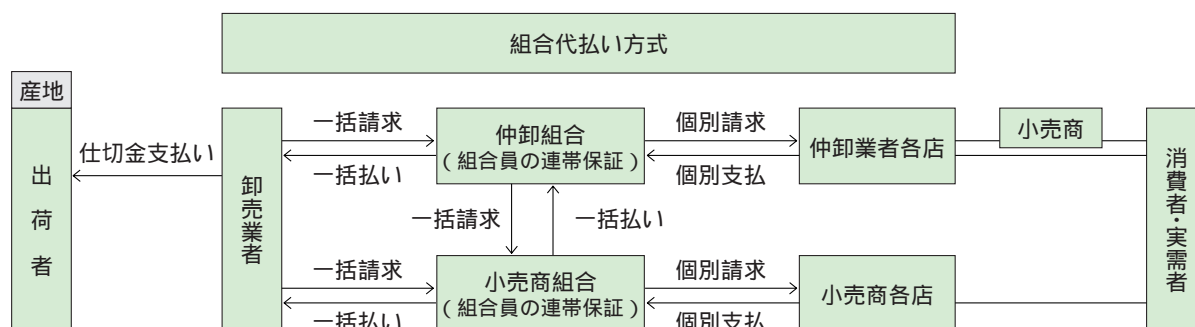 組合代払い方式
産地
出荷者
仕切金支払い
卸売業者
一括請求
一括払い
仲卸組合
(組合員の連帯保証)
個別請求
個別支払
仲卸業者各店
小売商
消費者・実需者
一括請求
一括払い
一括請求
一括払い
小売商組合
(組合員の連帯保証)
個別請求
個別支払
小売商各店